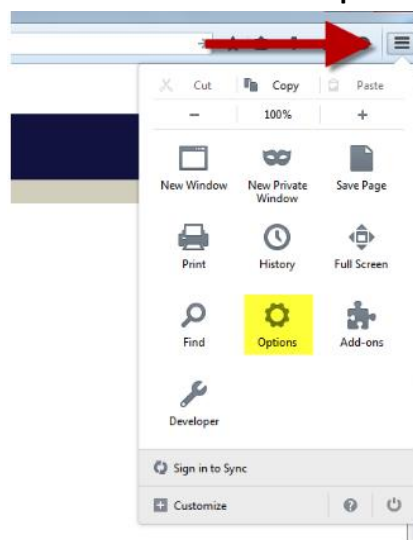 Cut Copy Paste
− 100% +
New Window New Private Save Page
Window
Print History Full Screen
Find Options Add-ons
Developer
Sign in to Sync
Customize